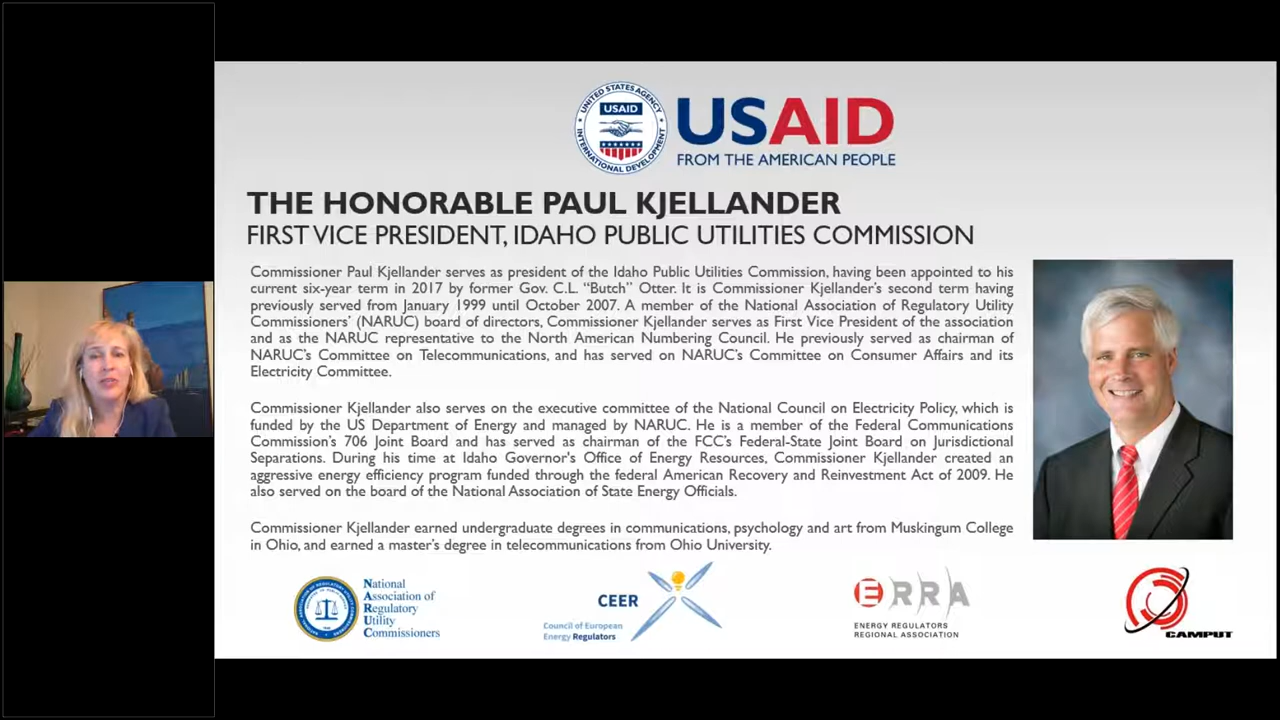 UNITED STATES AGENCY
USAID
INTERNATIONAL DEVELOPMENT
USAID
FROM THE AMERICAN PEOPLE
THE HONORABLE PAUL KJELLANDER
FIRST VICE PRESIDENT, IDAHO PUBLIC UTILITIES COMMISSION
Commissioner Paul Kjellander serves as president of the Idaho Public Utilities Commission, having been appointed to his
current six-year term in 2017 by former Gov. C.L. “Butch” Otter. It is Commissioner Kjellander’s second term having
previously served from January 1999 until October 2007. A member of the National Association of Regulatory Utility
Commissioners’ (NARUC) board of directors, Commissioner Kjellander serves as First Vice President of the association
and as the NARUC representative to the North American Numbering Council. He previously served as chairman of
NARUC’s Committee on Telecommunications, and has served on NARUC’s Committee on Consumer Affairs and its
Electricity Committee.
Commissioner Kjellander also serves on the executive committee of the National Council on Electricity Policy, which is
funded by the US Department of Energy and managed by NARUC. He is a member of the Federal Communications
Commission’s 706 Joint Board and has served as chairman of the FCC’s Federal-State Joint Board on Jurisdictional
Separations. During his time at Idaho Governor's Office of Energy Resources, Commissioner Kjellander created an
aggressive energy efficiency program funded through the federal American Recovery and Reinvestment Act of 2009. He
also served on the board of the National Association of State Energy Officials.
Commissioner Kjellander earned undergraduate degrees in communications, psychology and art from Muskingum College
in Ohio, and earned a master’s degree in telecommunications from Ohio University.
National
Association of
Regulatory
Utility
Commissioners
CEER
Council of European
Energy Regulators
ERRA
ENERGY REGULATORS
REGIONAL ASSOCIATION
CAMPUT